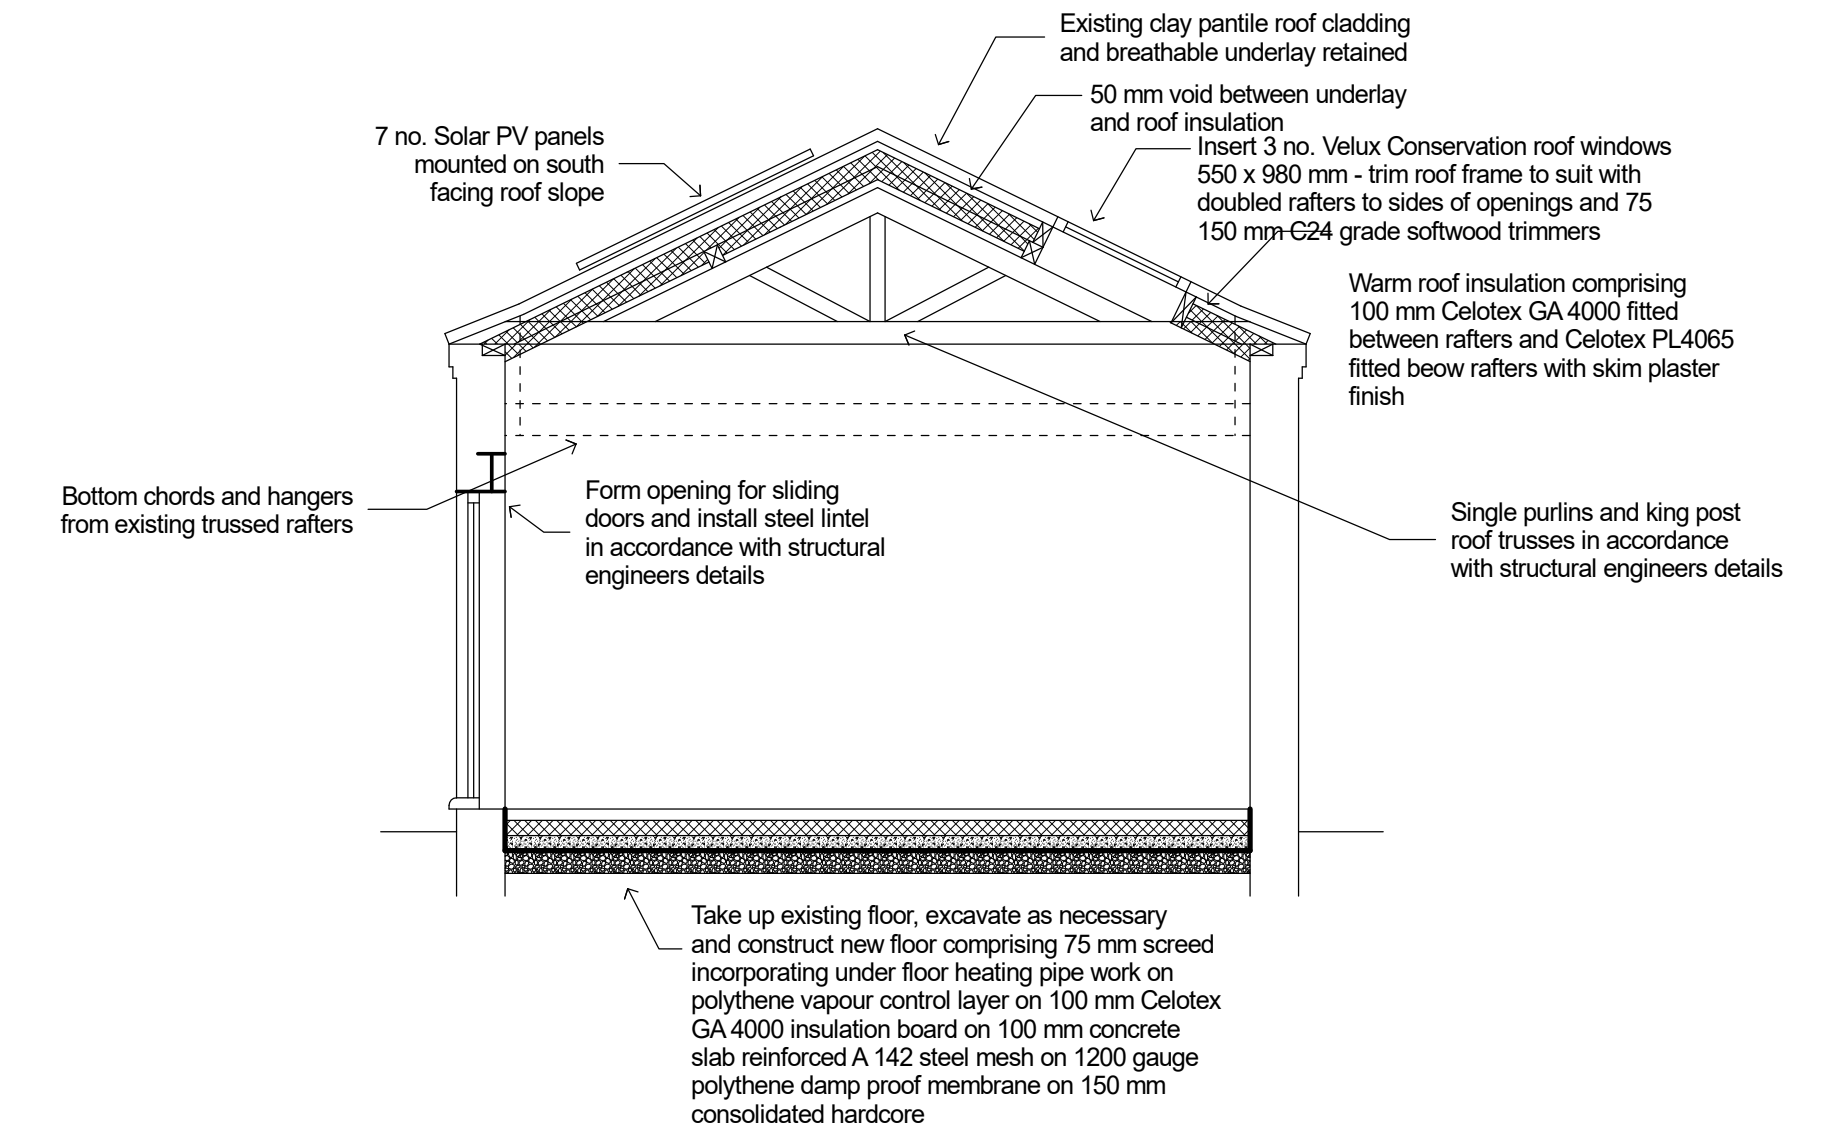 Existing clay pantile roof cladding
and breathable underlay retained
50 mm void between underlay
and roof insulation
7 no. Solar PV panels
mounted on south
facing roof slope
Insert 3 no. Velux Conservation roof windows
550 x 980 mm - trim roof frame to suit with
doubled rafters to sides of openings and 75
150 mm C24 grade softwood trimmers
Warm roof insulation comprising
100 mm Celotex GA 4000 fitted
between rafters and Celotex PL4065
fitted beow rafters with skim plaster
finish
Bottom chords and hangers
from existing trussed rafters
Form opening for sliding
doors and install steel lintel
in accordance with structural
engineers details
Single purlins and king post
roof trusses in accordance
with structural engineers details
Take up existing floor, excavate as necessary
and construct new floor comprising 75 mm screed
incorporating under floor heating pipe work on
polythene vapour control layer on 100 mm Celotex
GA 4000 insulation board on 100 mm concrete
slab reinforced A 142 steel mesh on 1200 gauge
polythene damp proof membrane on 150 mm
consolidated hardcore